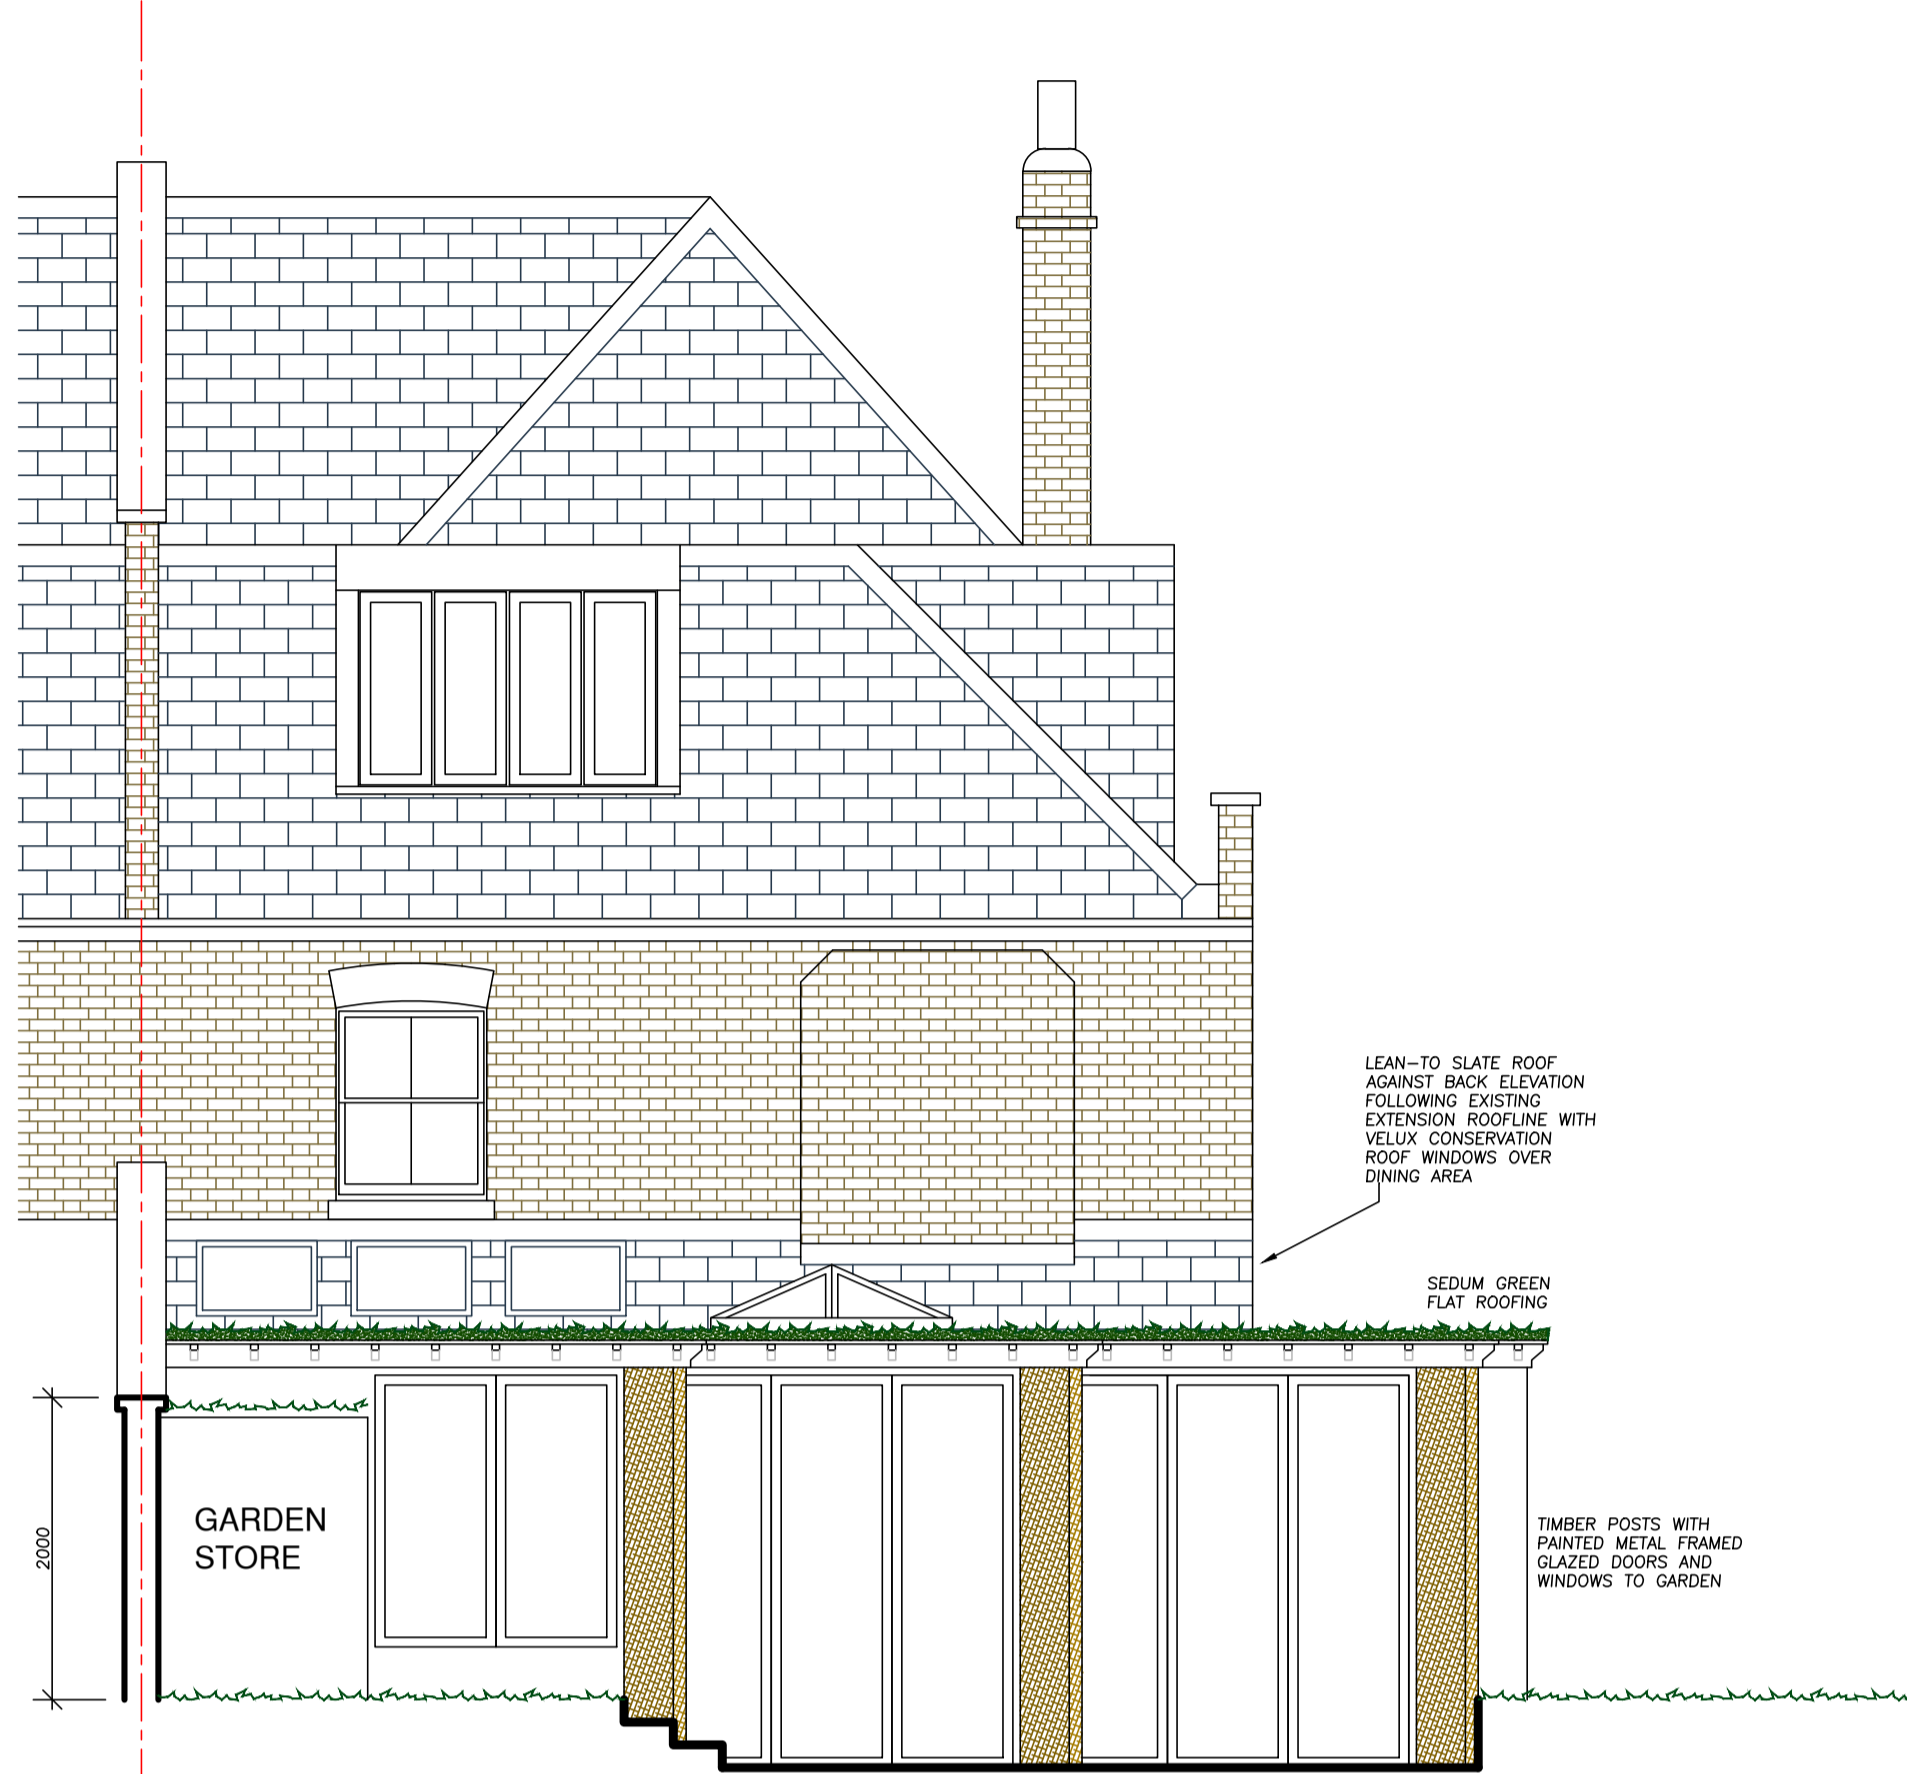 LEAN-TO SLATE ROOF
AGAINST BACK ELEVATION
FOLLOWING EXISTING
EXTENSION ROOFLINE WITH
VELUX CONSERVATION
ROOF WINDOWS OVER
DINING AREA
SEDUM GREEN
FLAT ROOFING
GARDEN
STORE
2000
TIMBER POSTS WITH
PAINTED METAL FRAMED
GLAZED DOORS AND
WINDOWS TO GARDEN